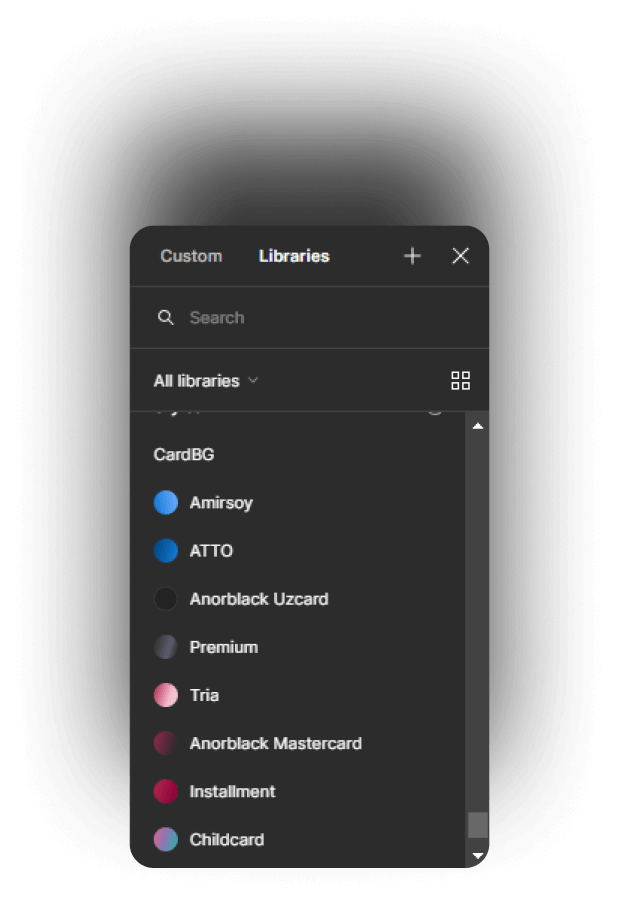 Custom Libraries
Search
All libraries
CardBG
Amirsoy
ATTO
Anorblack Uzcard
Premium
Tria
Anorblack Mastercard
Installment
Childcard